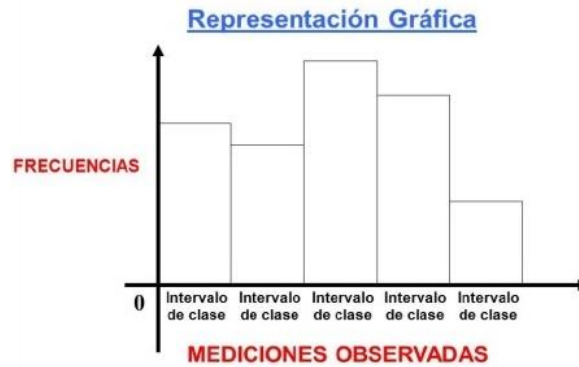 Representación Gráfica
FRECUENCIAS
0
Intervalo de clase
Intervalo de clase
Intervalo de clase
Intervalo de clase
Intervalo de clase
MEDICIONES OBSERVADAS